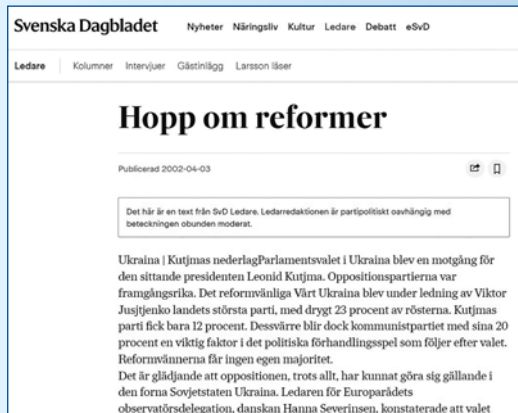 Svenska Dagbladet
Nyheter Näringsliv Kultur Ledare Debatt eSvD
Ledare Kolumner Intervjuer Gästinlägg Larsson läser
Hopp om reformer
Publicerad 2002-04-03
Det här är en text från SvD Ledare. Ledarredaktionen är partipolitiskt oavhängig med
beteckningen obunden moderat.
Ukraina | Kutjmas nederlagParlamentsvalet i Ukraina blev en motgång för
den sittande presidenten Leonid Kutjma. Oppositionspartierna var
framgångsrika. Det reformvänliga Vårt Ukraina blev under ledning av Viktor
Jusjtjenko landets största parti, med drygt 23 procent av rösterna. Kutjmas
parti fick bara 12 procent. Dessvärre blir dock kommunistpartiet med sina 20
procent en viktig faktor i det politiska förhandlingsspel som följer efter valet.
Reformvännerna får ingen egen majoritet.
Det är glädjande att oppositionen, trots allt, har kunnat göra sig gällande i
den forna Sovjetstaten Ukraina. Ledaren för Europarådets
observatörsdelegation, danskan Hanna Severinsen, konstaterade att valet